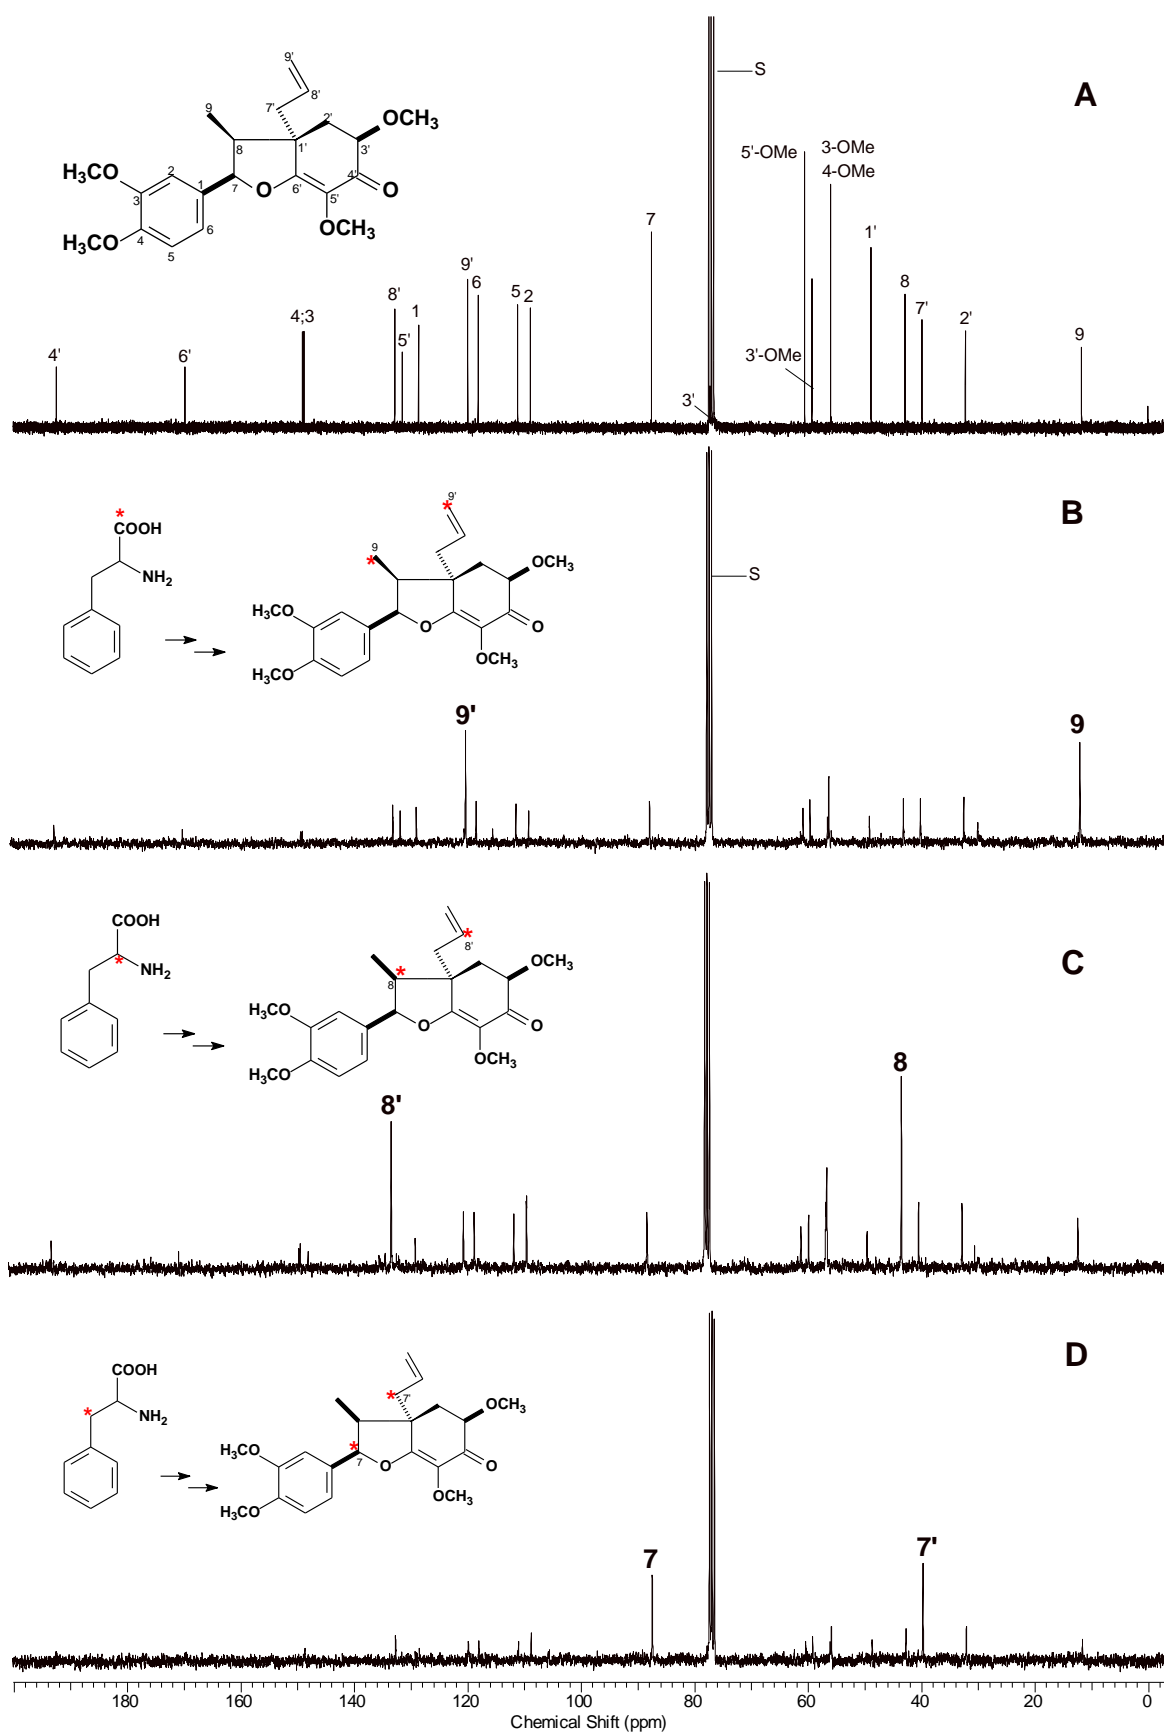 A
S
9'
8'
7'
9
2'
OCH₃
8
1'
3'
H₃CO
2
4'
O
7
O
6'
3
1
5'
OCH₃
H₃CO
4
6
5
4'
6'
4;3
8'
5'
1
9'
6
5
2
7
3'
5'-OMe
3'-OMe
3-OMe
4-OMe
1'
8
7'
2'
9
B
S
*
COOH
NH₂
9'
*
9
*
OCH₃
H₃CO
O
O
H₃CO
OCH₃
9'
9
C
COOH
*
NH₂
*
8'
*
8
OCH₃
H₃CO
O
O
H₃CO
OCH₃
8'
8
D
COOH
*
NH₂
*
7'
OCH₃
*
7
H₃CO
O
O
H₃CO
OCH₃
7
7'
180 160 140 120 100 80 60 40 20 0
Chemical Shift (ppm)